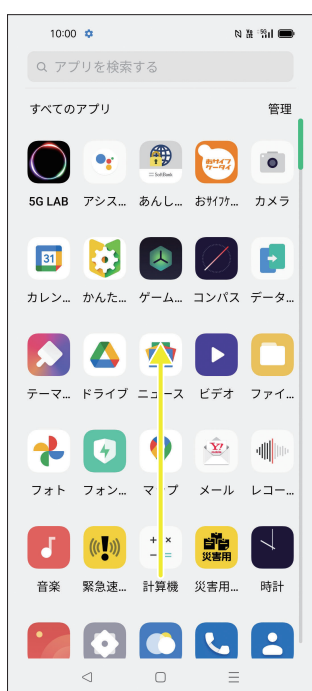 10:00
アプリを検索する
すべてのアプリ 管理
SoftBank
おサイフケータイ
5G LAB アシス... あんし... おサイフケ... カメラ
31
カレン... かんた... ゲーム... コンパス データ...
テーマ... ドライブ ニュース ビデオ ファイ...
Y!
フォト フォン... マップ メール レコー...
災害用
音楽 緊急速... 計算機 災害用... 時計